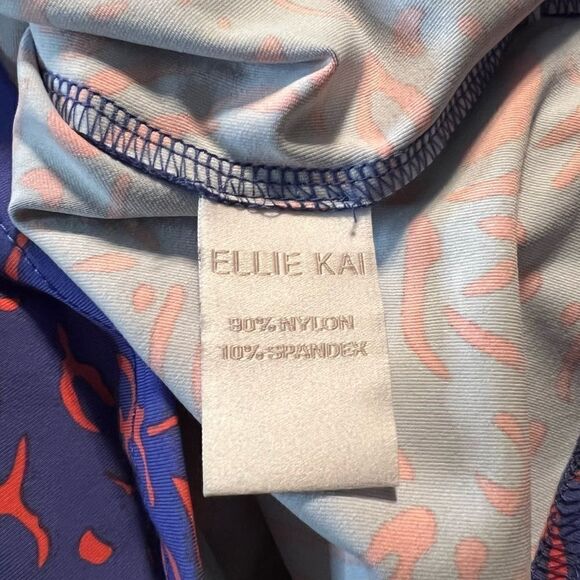 ELLIE KAI
90% NYLON
10% SPANDEX